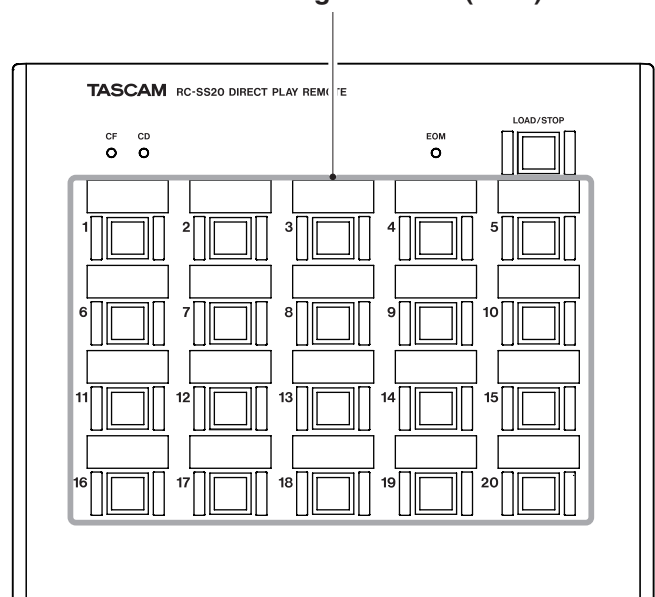 TASCAM RC-SS20 DIRECT PLAY REMOTE
LOAD/STOP
CF CD EOM
1 2 3 4 5
6 7 8 9 10
11 12 13 14 15
16 17 18 19 20